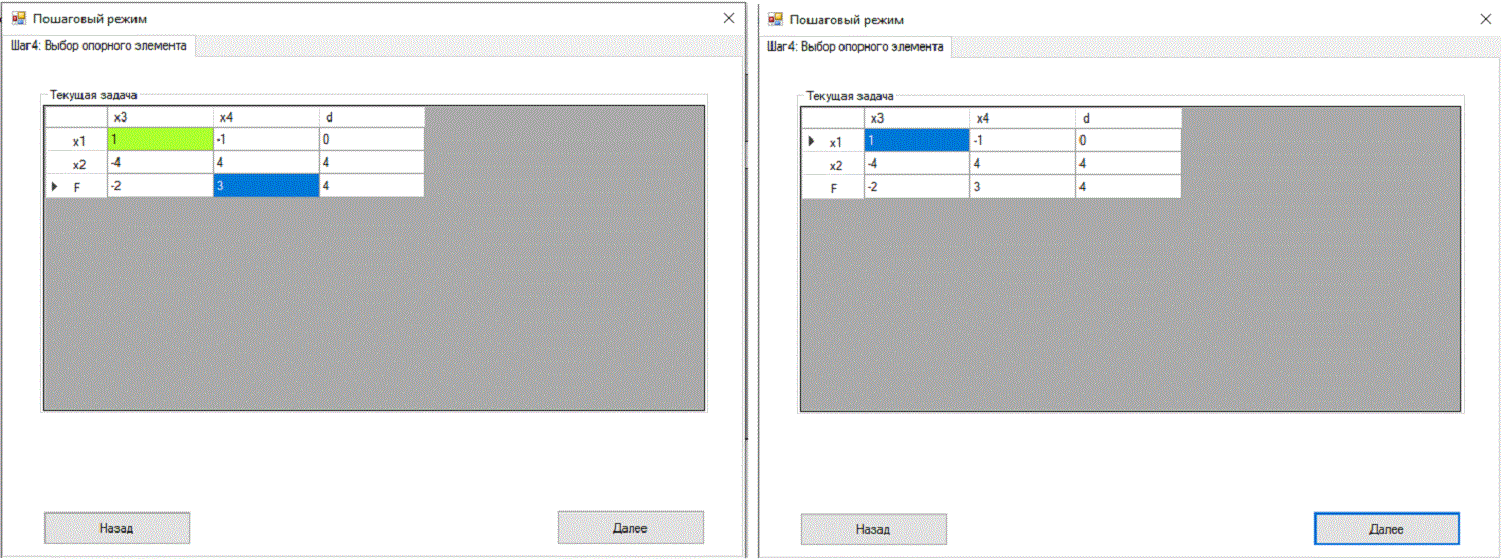 Пошаговый режим
Шаг4: Выбор опорного элемента
Текущая задача
x3 x4 d
x1 1 -1 0
x2 -4 4 4
F -2 3 4
Назад Далее
Пошаговый режим
Шаг4: Выбор опорного элемента
Текущая задача
x3 x4 d
x1 1 -1 0
x2 -4 4 4
F -2 3 4
Назад Далее